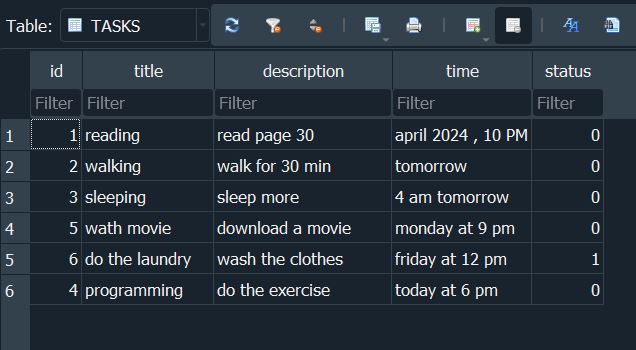 Table: TASKS
id title description time status
Filter Filter Filter Filter Filter
1 1 reading read page 30 april 2024 , 10 PM 0
2 2 walking walk for 30 min tomorrow 0
3 3 sleeping sleep more 4 am tomorrow 0
4 5 wath movie download a movie monday at 9 pm 0
5 6 do the laundry wash the clothes friday at 12 pm 1
6 4 programming do the exercise today at 6 pm 0